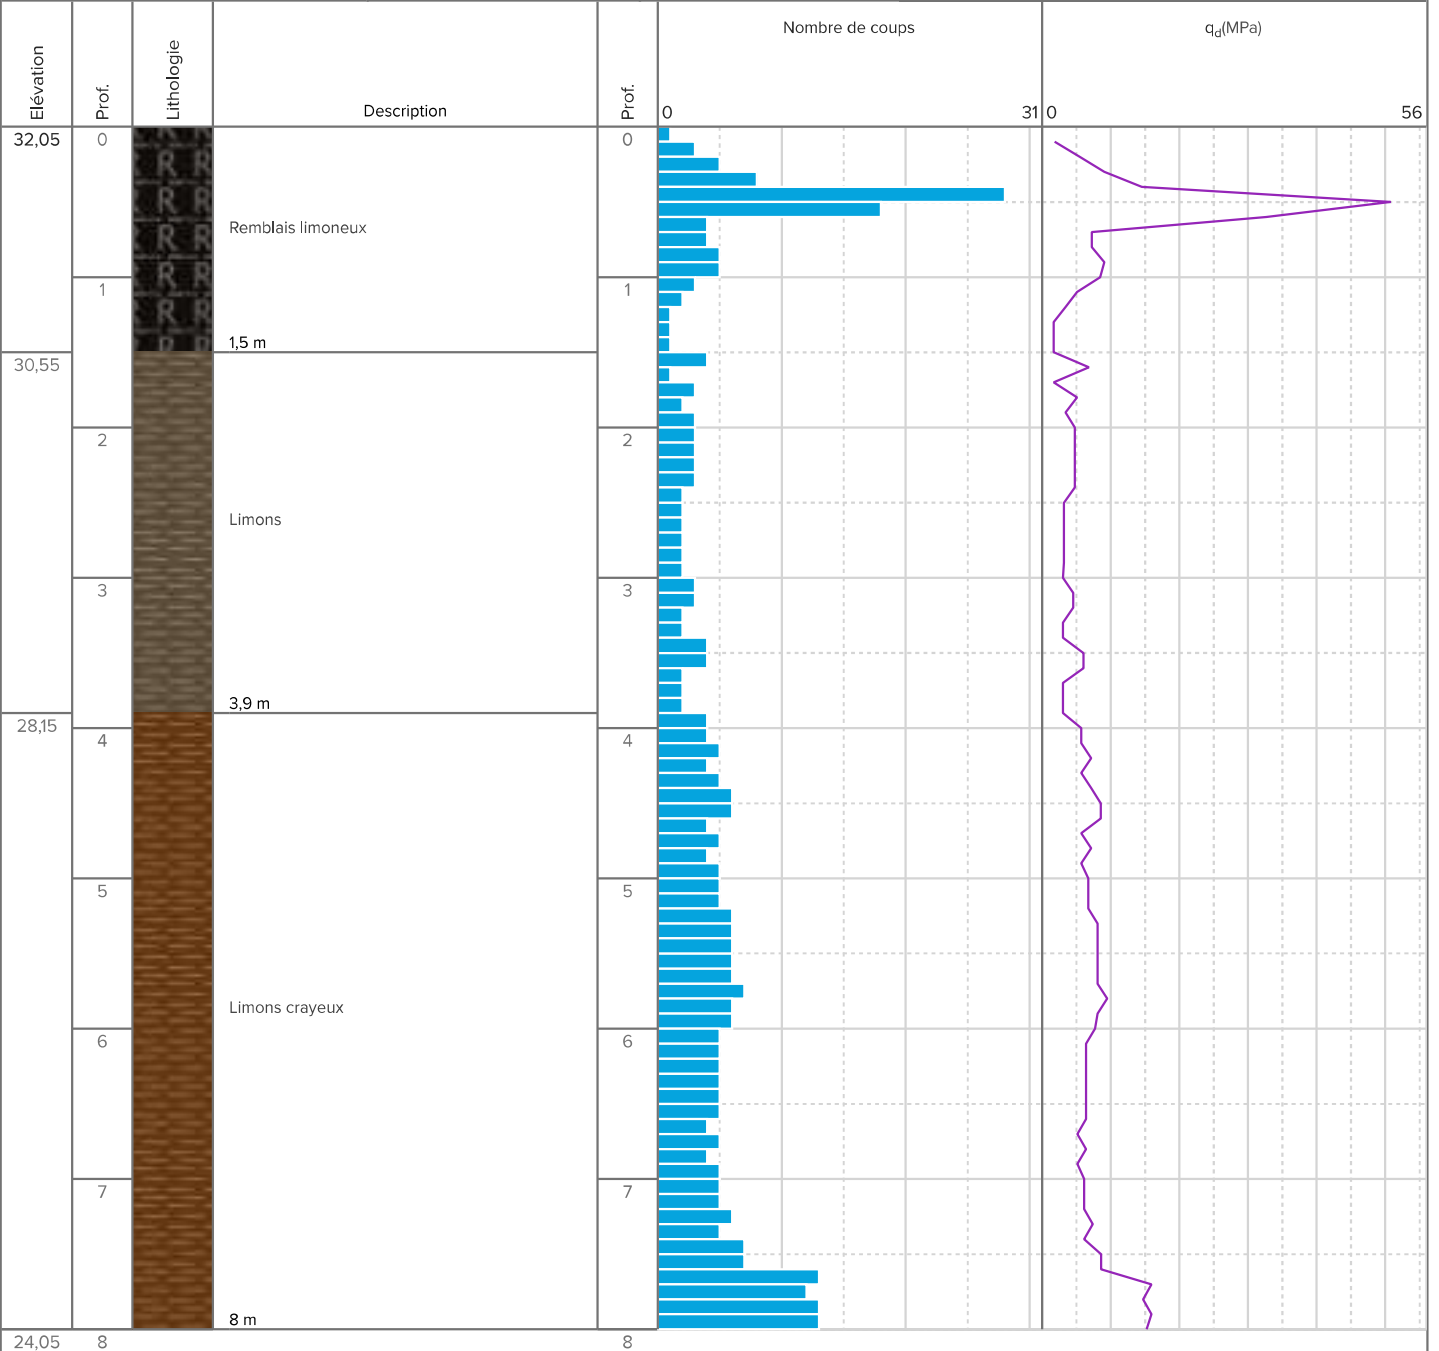 Elévation
Prof.
Lithologie
Description
Prof.
Nombre de coups
0 31
qd(MPa)
0 56
32,05 0 0
R R
R R
R R
R R
R R
Remblais limoneux
1 1
1,5 m
30,55
2 2
Limons
3 3
3,9 m
28,15
4 4
5 5
Limons crayeux
6 6
7 7
8 m
24,05 8 8